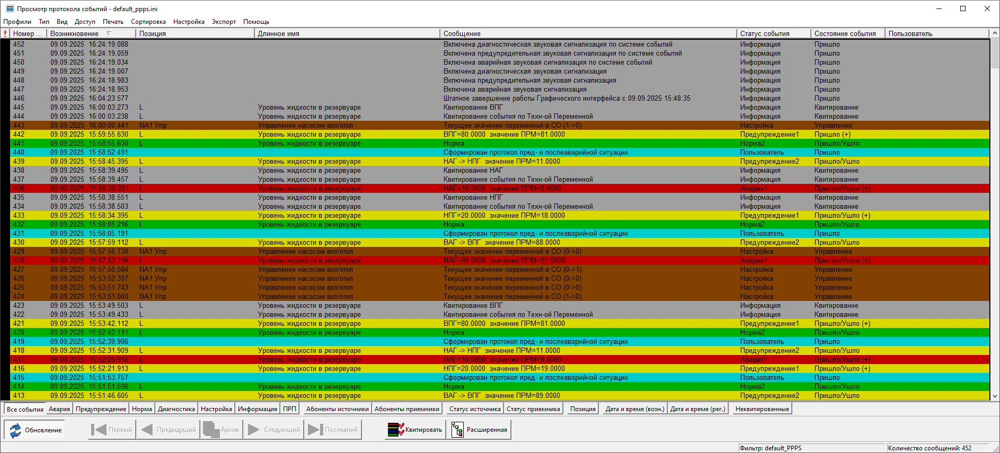 Просмотр протокола событий - default_ppps.ini
Профили Тип Вид Доступ Печать Сортировка Настройка Экспорт Помощь
! Номер ... Возникновение Позиция Длинное имя Сообщение Статус события Состояние события Пользователь
452 09.09.2025 16:24:19.088 Включена диагностическая звуковая сигнализация по системе событий Информация Пришло
451 09.09.2025 16:24:19.059 Включена предупредительная звуковая сигнализация по системе событий Информация Пришло
450 09.09.2025 16:24:19.034 Включена аварийная звуковая сигнализация по системе событий Информация Пришло
449 09.09.2025 16:24:19.007 Включена диагностическая звуковая сигнализация Информация Пришло
448 09.09.2025 16:24:18.983 Включена предупредительная звуковая сигнализация Информация Пришло
447 09.09.2025 16:24:18.953 Включена аварийная звуковая сигнализация Информация Пришло
446 09.09.2025 16:04:23.577 Штатное завершение работы Графического интерфейса с 09.09.2025 15:48:35 Информация Пришло
445 09.09.2025 16:00:03.273 L Уровень жидкости в резервуаре Квитирование ВПГ Информация Квитирование
444 09.09.2025 16:00:03.238 L Уровень жидкости в резервуаре Квитирование события по Техн-ой Переменной Информация Квитирование
443 09.09.2025 16:00:00.441 NA1 Упр Управление насосом вкл/откл Текущее значение переменной в СО (1->0) Настройка Управление
442 09.09.2025 15:59:55.630 L Уровень жидкости в резервуаре ВПГ=80.0000 значение ПРМ=81.0000 Предупреждение1 Пришло (+)
441 09.09.2025 15:58:55.630 L Уровень жидкости в резервуаре Норма Норма2 Пришло/Ушло
440 09.09.2025 15:58:52.491 Сформирован протокол пред- и послеаварийной ситуации Пользователь Пришло
439 09.09.2025 15:58:45.395 L Уровень жидкости в резервуаре НАГ -> НПГ значение ПРМ=11.0000 Предупреждение2 Пришло/Ушло
438 09.09.2025 15:58:39.495 L Уровень жидкости в резервуаре Квитирование НАГ Информация Квитирование
437 09.09.2025 15:58:39.457 L Уровень жидкости в резервуаре Квитирование события по Техн-ой Переменной Информация Квитирование
436 09.09.2025 15:58:39.391 L Уровень жидкости в резервуаре НАГ=10.0000 значение ПРМ=8.0000 Авария1 Пришло/Ушло (+)
435 09.09.2025 15:58:38.551 L Уровень жидкости в резервуаре Квитирование НПГ Информация Квитирование
434 09.09.2025 15:58:38.503 L Уровень жидкости в резервуаре Квитирование события по Техн-ой Переменной Информация Квитирование
433 09.09.2025 15:58:34.395 L Уровень жидкости в резервуаре НПГ=20.0000 значение ПРМ=18.0000 Предупреждение1 Пришло/Ушло (+)
432 09.09.2025 15:58:05.216 L Уровень жидкости в резервуаре Норма Норма2 Пришло/Ушло
431 09.09.2025 15:58:05.191 Сформирован протокол пред- и послеаварийной ситуации Пользователь Пришло
430 09.09.2025 15:57:59.112 L Уровень жидкости в резервуаре ВАГ -> ВПГ значение ПРМ=88.0000 Предупреждение2 Пришло/Ушло
429 09.09.2025 15:57:56.738 NA1 Упр Управление насосом вкл/откл Текущее значение переменной в СО (0->0) Настройка Управление
428 09.09.2025 15:57:52.116 L Уровень жидкости в резервуаре ВАГ=90.0000 значение ПРМ=91.0000 Авария1 Пришло/Ушло (+)
427 09.09.2025 15:57:50.584 NA1 Упр Управление насосом вкл/откл Текущее значение переменной в СО (0->1) Настройка Управление
426 09.09.2025 15:53:52.397 NA1 Упр Управление насосом вкл/откл Текущее значение переменной в СО (0->0) Настройка Управление
425 09.09.2025 15:53:51.743 NA1 Упр Управление насосом вкл/откл Текущее значение переменной в СО (0->0) Настройка Управление
424 09.09.2025 15:53:51.040 NA1 Упр Управление насосом вкл/откл Текущее значение переменной в СО (1->0) Настройка Управление
423 09.09.2025 15:53:49.503 L Уровень жидкости в резервуаре Квитирование ВПГ Информация Квитирование
422 09.09.2025 15:53:49.433 L Уровень жидкости в резервуаре Квитирование события по Техн-ой Переменной Информация Квитирование
421 09.09.2025 15:53:42.112 L Уровень жидкости в резервуаре ВПГ=80.0000 значение ПРМ=81.0000 Предупреждение1 Пришло/Ушло (+)
420 09.09.2025 15:52:42.111 L Уровень жидкости в резервуаре Норма Норма2 Пришло/Ушло
419 09.09.2025 15:52:39.986 Сформирован протокол пред- и послеаварийной ситуации Пользователь Пришло
418 09.09.2025 15:52:31.909 L Уровень жидкости в резервуаре НАГ -> НПГ значение ПРМ=11.0000 Предупреждение2 Пришло/Ушло
417 09.09.2025 15:52:26.916 L Уровень жидкости в резервуаре НАГ=10.0000 значение ПРМ=9.0000 Авария1 Пришло/Ушло (+)
416 09.09.2025 15:52:21.913 L Уровень жидкости в резервуаре НПГ=20.0000 значение ПРМ=19.0000 Предупреждение1 Пришло/Ушло (+)
415 09.09.2025 15:51:53.757 Сформирован протокол пред- и послеаварийной ситуации Пользователь Пришло
414 09.09.2025 15:51:51.596 L Уровень жидкости в резервуаре Норма Норма2 Пришло/Ушло
413 09.09.2025 15:51:46.605 L Уровень жидкости в резервуаре ВАГ -> ВПГ значение ПРМ=89.0000 Предупреждение2 Пришло/Ушло
Все события Авария Предупреждение Норма Диагностика Настройка Информация ПРП Абоненты источники Абоненты приемники Статус источника Статус приемника Позиция Дата и время (возн.) Дата и время (рег.) Неквитированные
Обновление Первый Предыдущий Архив Следующий Последний Квитировать Расширенная
Фильтр: default_PPPS Количество сообщений: 452